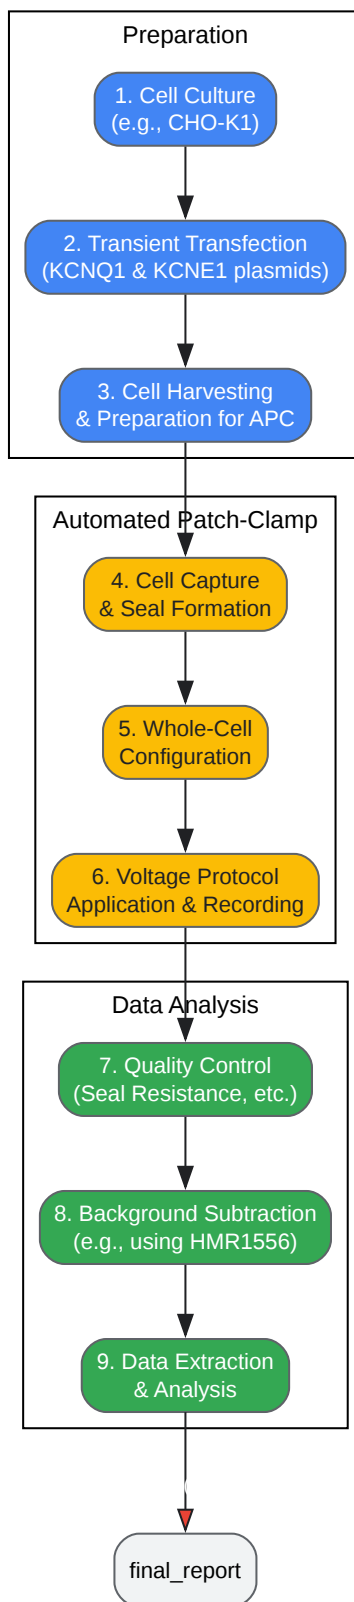 Preparation
1. Cell Culture
(e.g., CHO-K1)
2. Transient Transfection
(KCNQ1 & KCNE1 plasmids)
3. Cell Harvesting
& Preparation for APC
Automated Patch-Clamp
4. Cell Capture
& Seal Formation
5. Whole-Cell
Configuration
6. Voltage Protocol
Application & Recording
Data Analysis
7. Quality Control
(Seal Resistance, etc.)
8. Background Subtraction
(e.g., using HMR1556)
9. Data Extraction
& Analysis
final_report